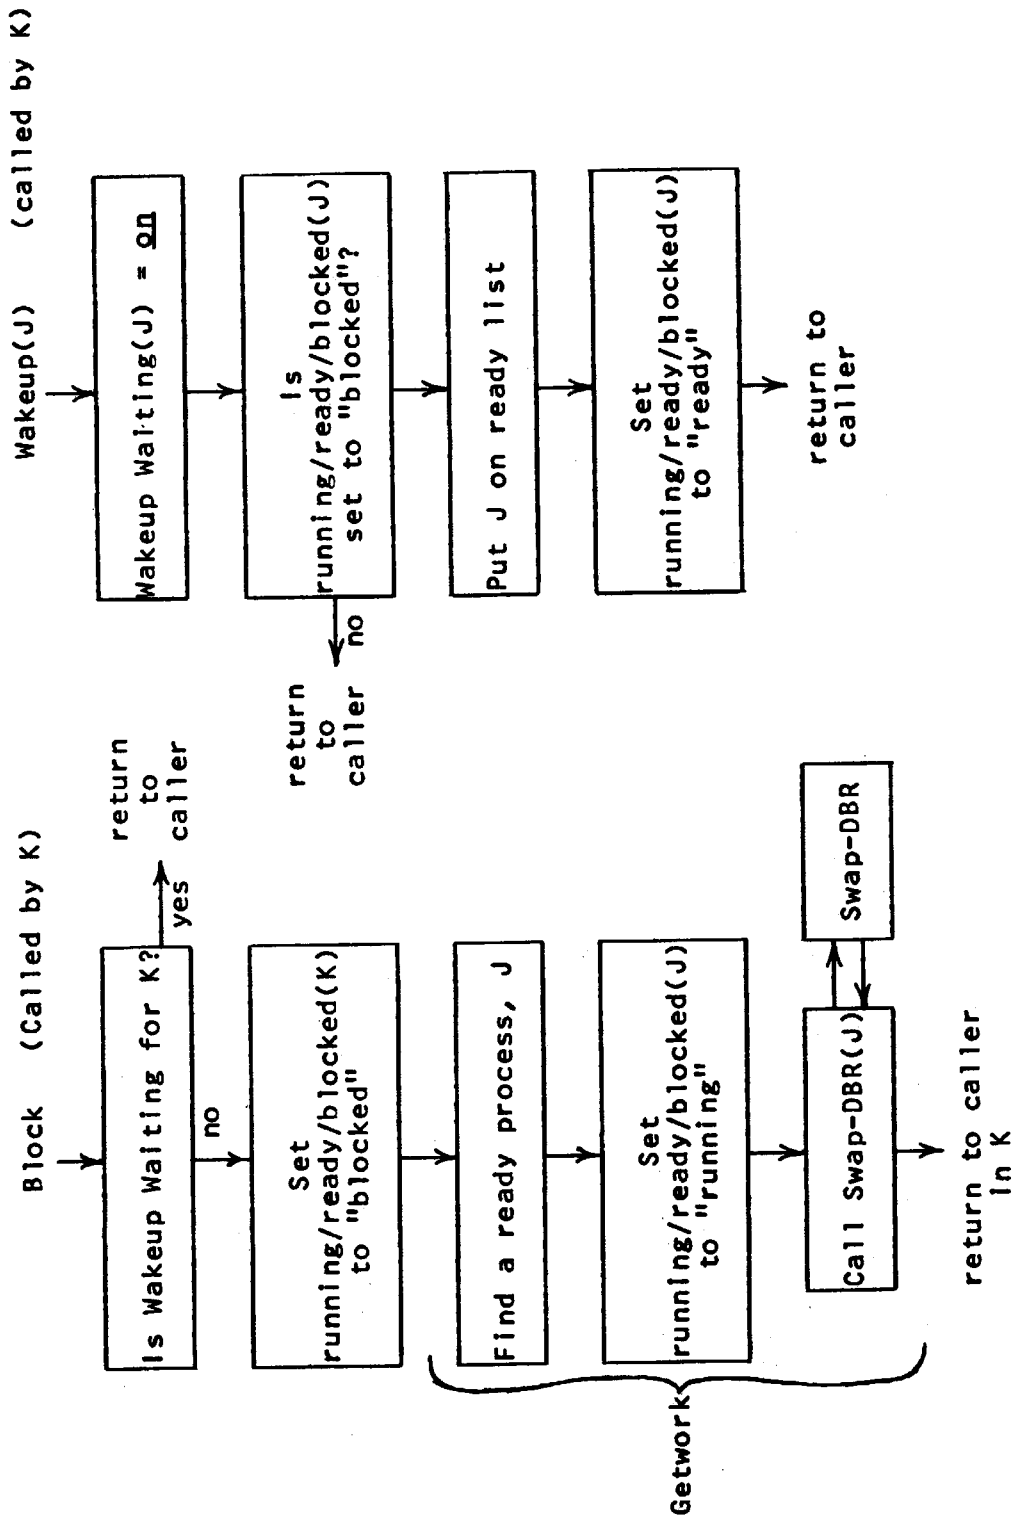 Block (Called by K)
Is Wakeup Waiting for K?
yes
return
to
caller
no
Set
running/ready/blocked(K)
to "blocked"
Getwork
Find a ready process, J
Set
running/ready/blocked(J)
to "running"
Call Swap-DBR(J)
Swap-DBR
return to caller
in K
Wakeup(J) (called by K)
Wakeup Waiting(J) = on
Is
running/ready/blocked(J)
set to "blocked"?
no
return
to
caller
Put J on ready list
Set
running/ready/blocked(J)
to "ready"
return to
caller